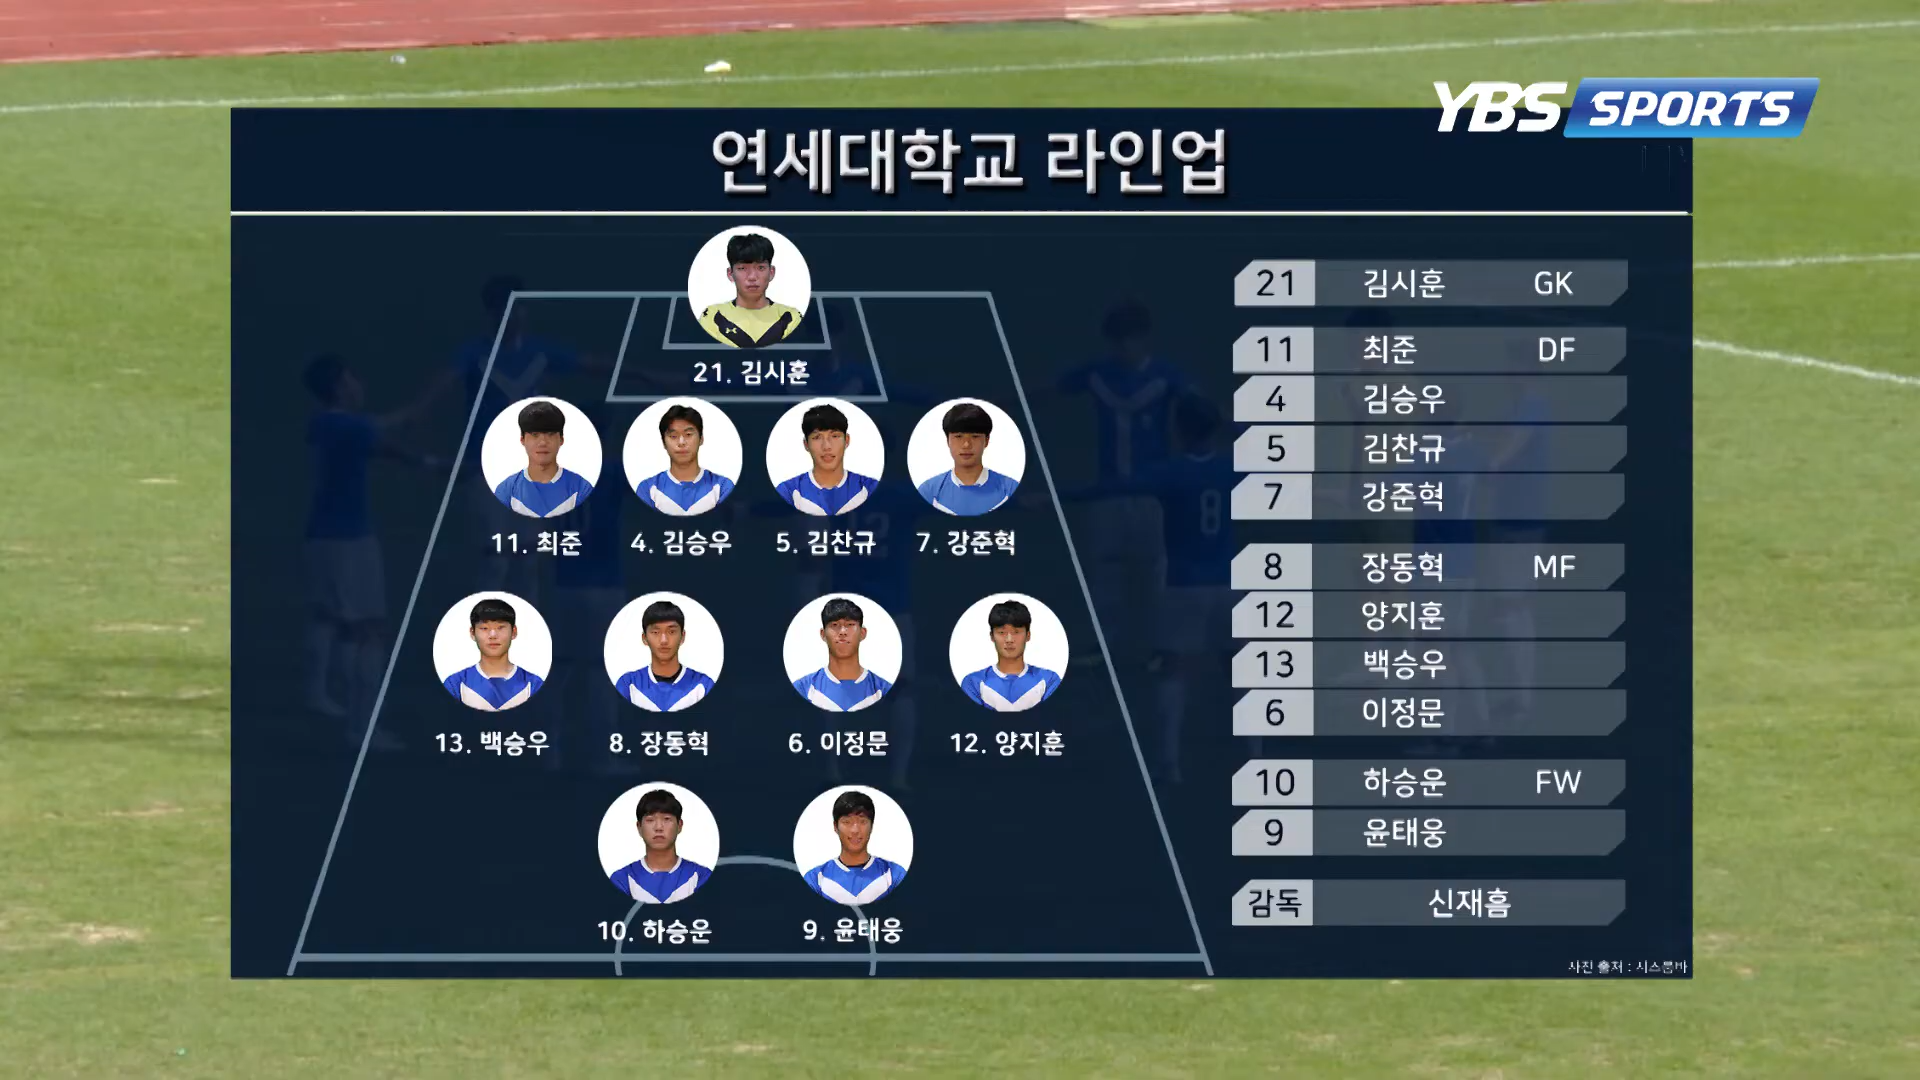 YBS SPORTS
연세대학교 라인업
21. 김시훈
11. 최준
4. 김승우
5. 김찬규
7. 강준혁
13. 백승우
8. 장동혁
6. 이정문
12. 양지훈
10. 하승운
9. 윤태웅
21 김시훈 GK
11 최준 DF
4 김승우
5 김찬규
7 강준혁
8 장동혁 MF
12 양지훈
13 백승우
6 이정문
10 하승운 FW
9 윤태웅
감독 신재흠
사진 출처 : 시스붐바